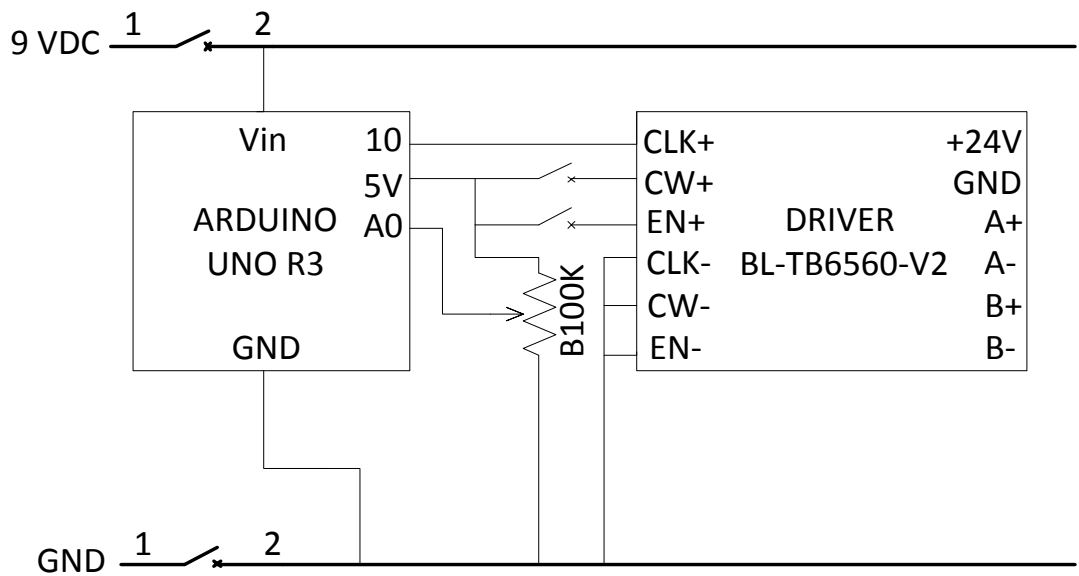 1 2
9 VDC
Vin
10
5V
A0
ARDUINO
UNO R3
GND
B100K
CLK+ +24V
CW+ GND
EN+ DRIVER A+
CLK- BL-TB6560-V2 A-
CW- B+
EN- B-
1 2
GND